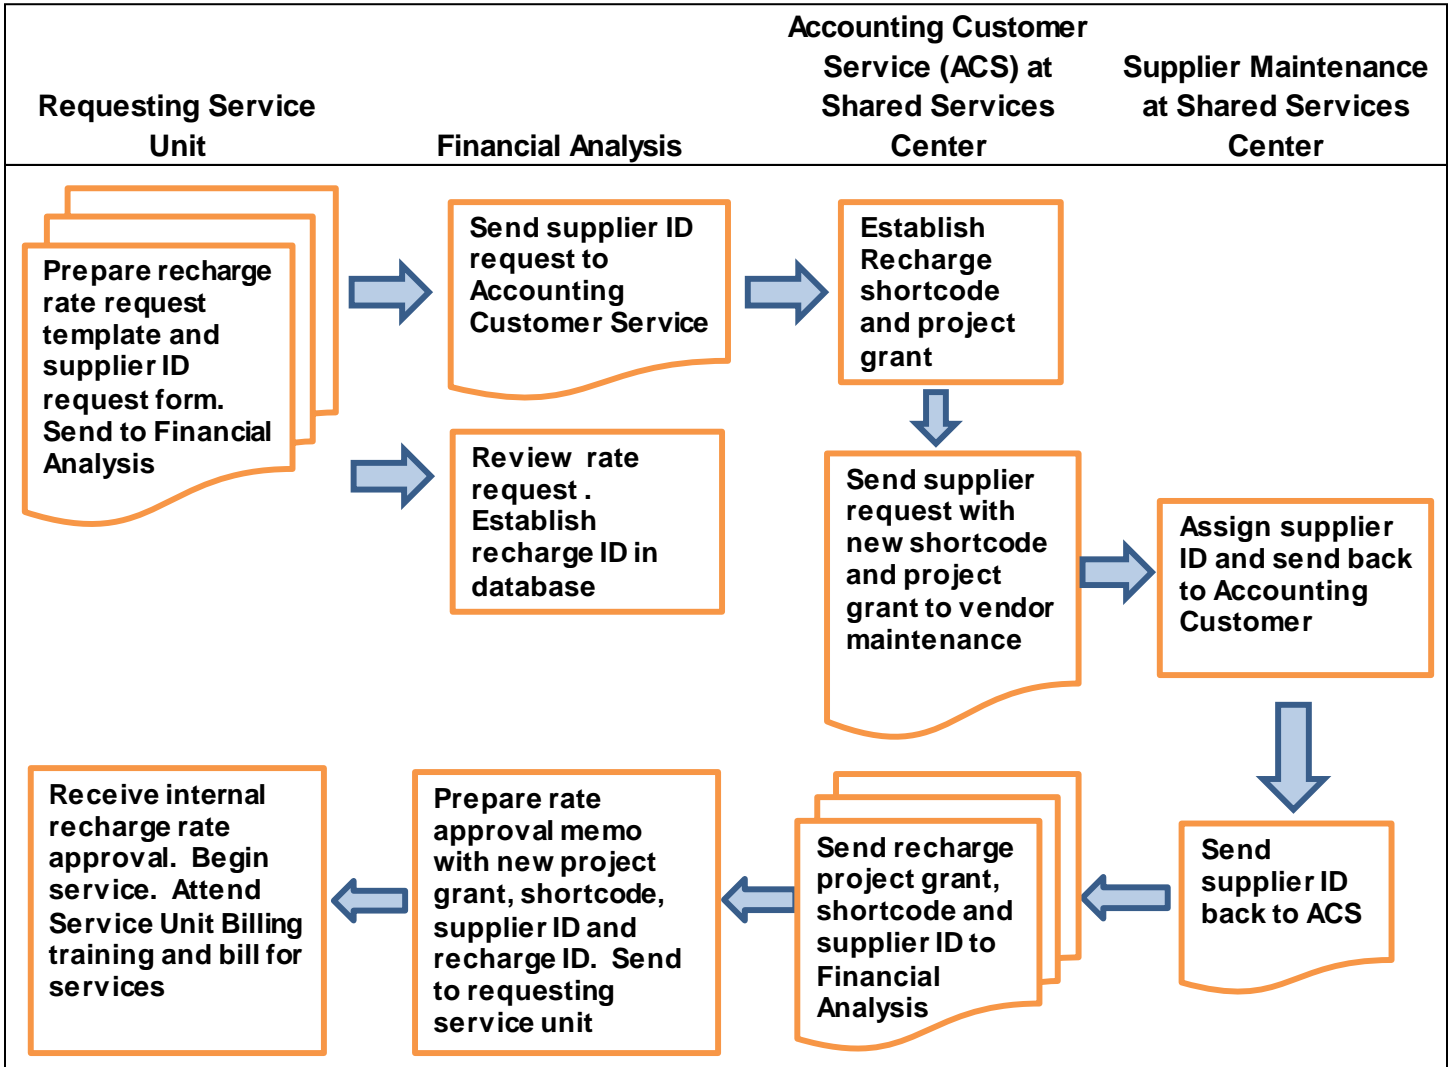 Requesting Service
Unit
Financial Analysis
Accounting Customer
Service (ACS) at
Shared Services
Center
Supplier Maintenance
at Shared Services
Center
Prepare recharge
rate request
template and
supplier ID
request form.
Send to Financial
Analysis
Send supplier ID
request to
Accounting
Customer Service
Establish
Recharge
shortcode
and project
grant
Review rate
request .
Establish
recharge ID in
database
Send supplier
request with
new shortcode
and project
grant to vendor
maintenance
Assign supplier
ID and send back
to Accounting
Customer
Receive internal
recharge rate
approval. Begin
service. Attend
Service Unit Billing
training and bill for
services
Prepare rate
approval memo
with new project
grant, shortcode,
supplier ID and
recharge ID. Send
to requesting
service unit
Send recharge
project grant,
shortcode and
supplier ID to
Financial
Analysis
Send
supplier ID
back to ACS